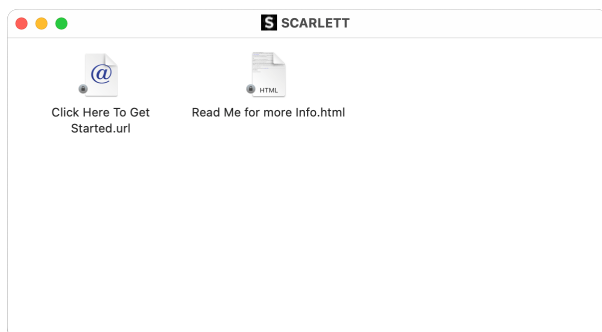 S SCARLETT
@
HTML
Click Here To Get
Started.url
Read Me for more Info.html